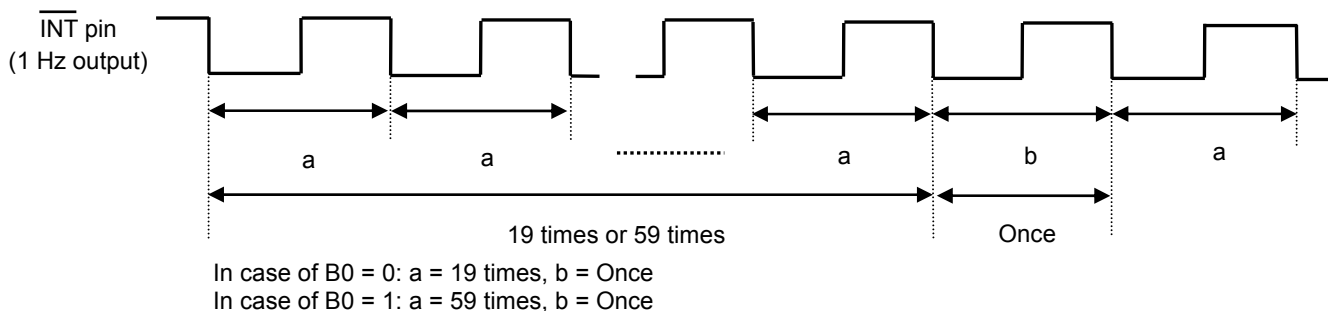 INT pin
(1 Hz output)
a
a
a
b
a
19 times or 59 times
Once
In case of B0 = 0: a = 19 times, b = Once
In case of B0 = 1: a = 59 times, b = Once